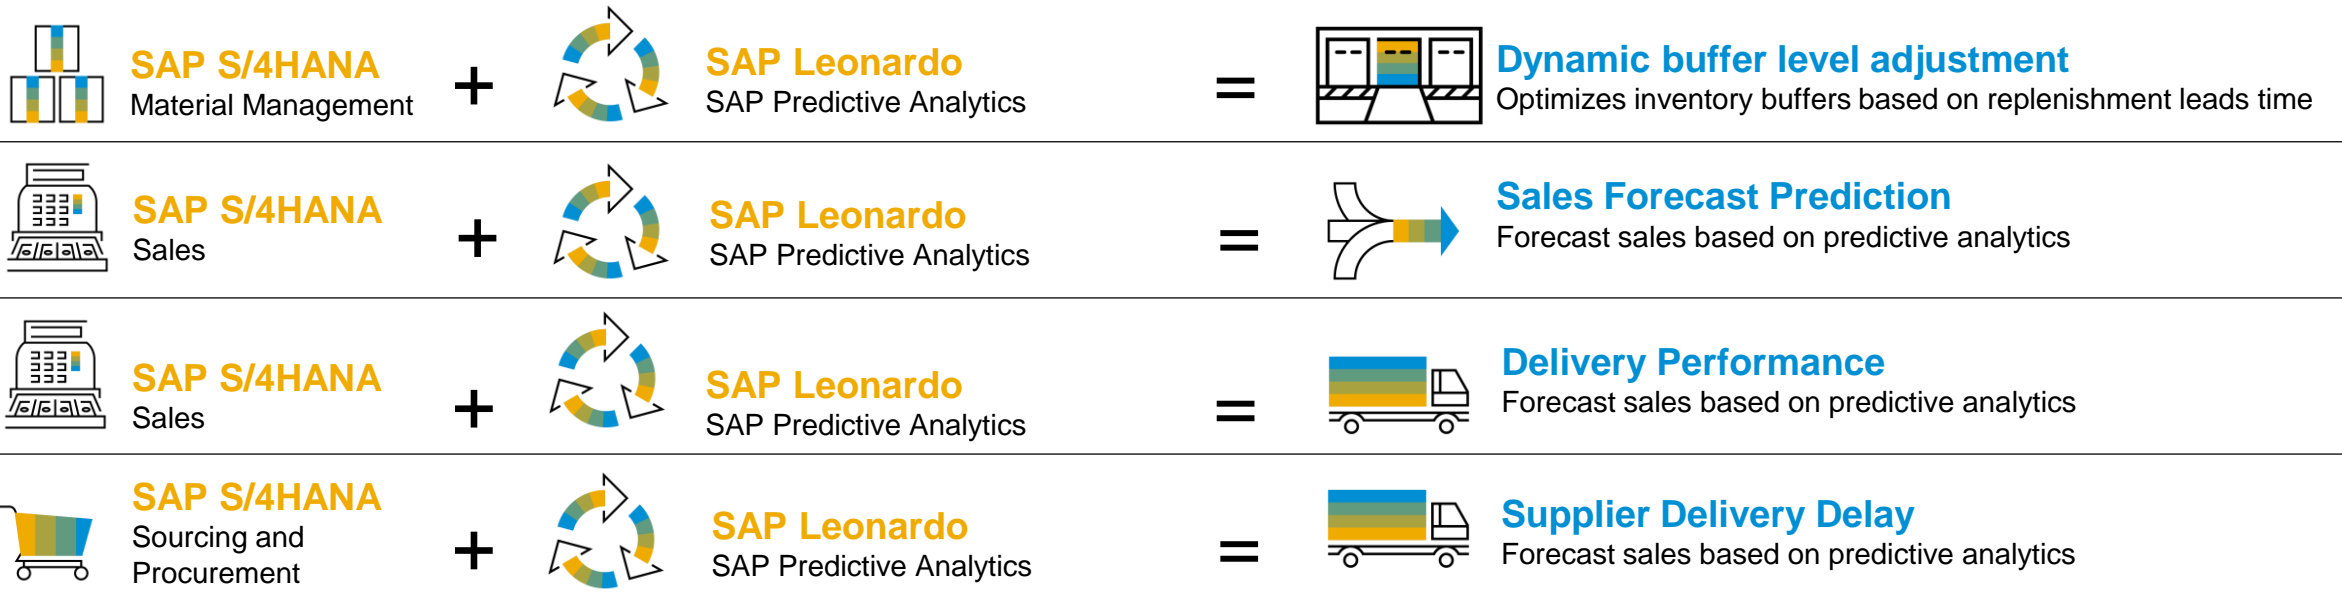 SAP S/4HANA
Material Management
+
SAP Leonardo
SAP Predictive Analytics
=
Dynamic buffer level adjustment
Optimizes inventory buffers based on replenishment leads time
SAP S/4HANA
Sales
+
SAP Leonardo
SAP Predictive Analytics
=
Sales Forecast Prediction
Forecast sales based on predictive analytics
SAP S/4HANA
Sales
+
SAP Leonardo
SAP Predictive Analytics
=
Delivery Performance
Forecast sales based on predictive analytics
SAP S/4HANA
Sourcing and
Procurement
+
SAP Leonardo
SAP Predictive Analytics
=
Supplier Delivery Delay
Forecast sales based on predictive analytics